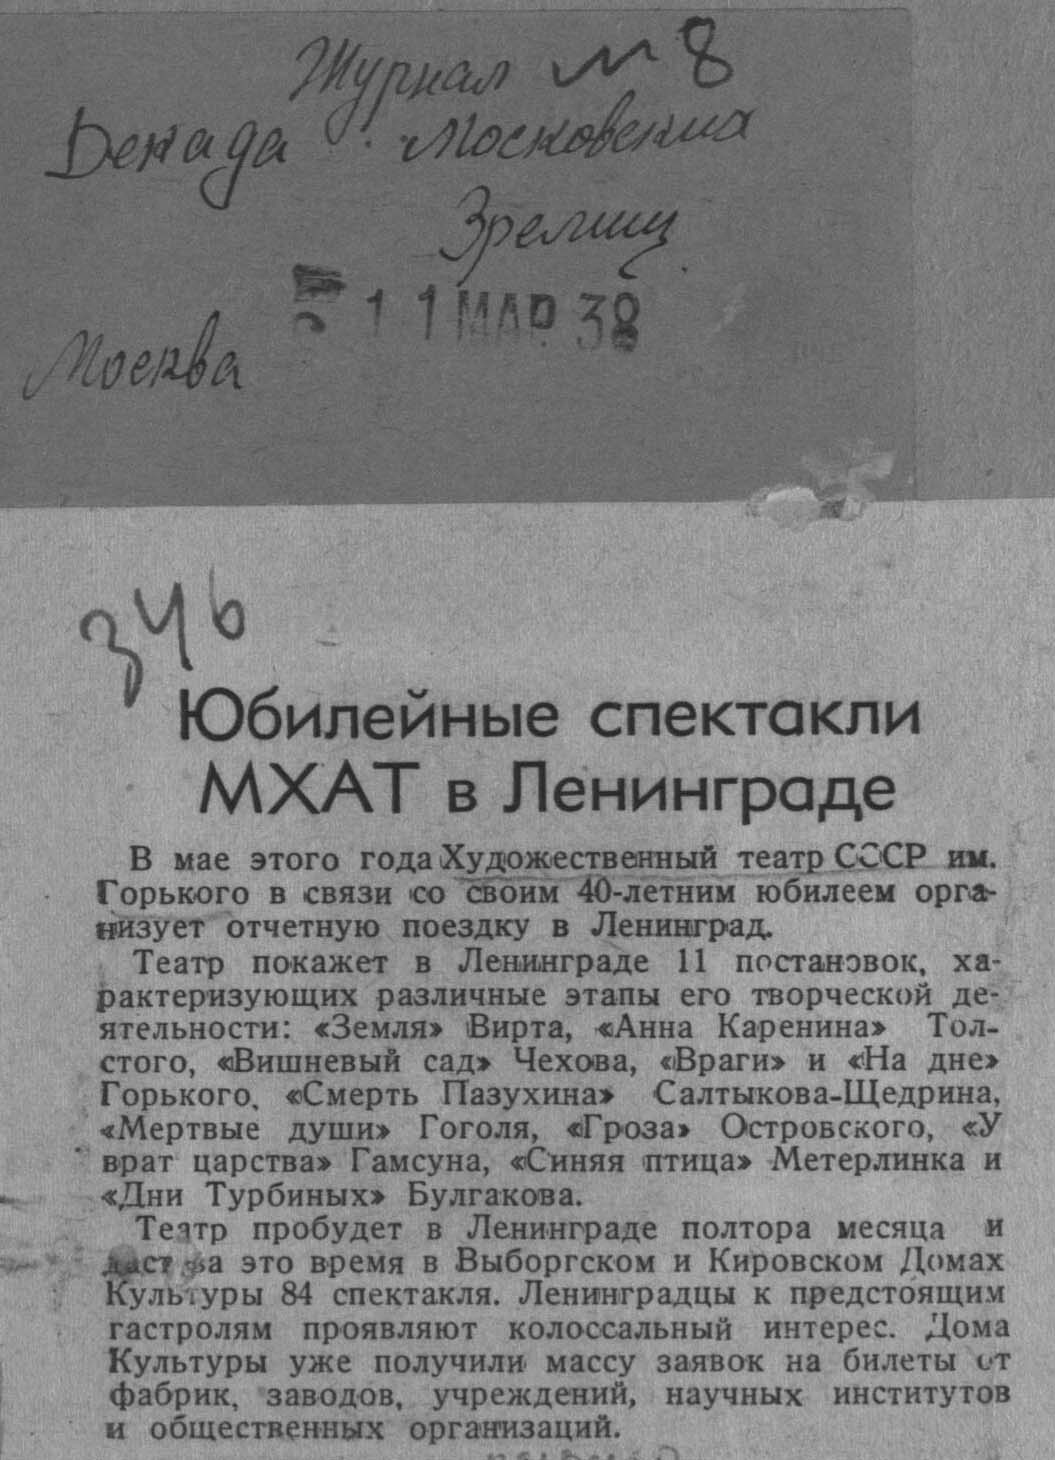 Журнал № 8
Декада Московских
Зрелищ
11 МАР. 38
Москва
346
Юбилейные спектакли
МХАТ в Ленинграде
В мае этого года Художественный театр СССР им.
Горького в связи со своим 40-летним юбилеем орга-
низует отчетную поездку в Ленинград.
Театр покажет в Ленинграде 11 постановок, ха-
рактеризующих различные этапы его творческой де-
ятельности: «Земля» Вирта, «Анна Каренина» Тол-
стого, «Вишневый сад» Чехова, «Враги» и «На дне»
Горького, «Смерть Пазухина» Салтыкова-Щедрина,
«Мертвые души» Гоголя, «Гроза» Островского, «У
врат царства» Гамсуна, «Синяя птица» Метерлинка и
«Дни Турбиных» Булгакова.
Театр пробудет в Ленинграде полтора месяца и
даст за это время в Выборгском и Кировском Домах
Культуры 84 спектакля. Ленинградцы к предстоящим
гастролям проявляют колоссальный интерес. Дома
Культуры уже получили массу заявок на билеты от
фабрик, заводов, учреждений, научных институтов
и общественных организаций.